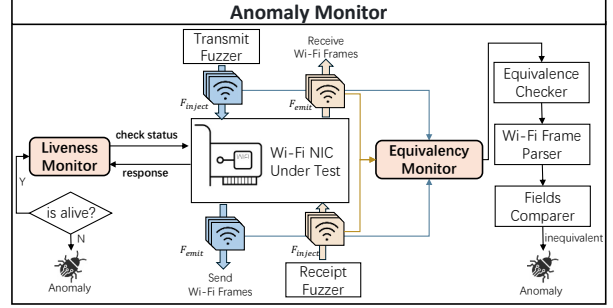 Anomaly Monitor
Transmit
Fuzzer
Receive
Wi-Fi Frames
F_inject
F_emit
Equivalence
Checker
Liveness
Monitor
check status
response
WiFi
Wi-Fi NIC
Under Test
Equivalency
Monitor
Wi-Fi Frame
Parser
Y
is alive?
N
Anomaly
F_emit
F_inject
Send
Wi-Fi Frames
Receipt
Fuzzer
Fields
Comparer
inequivalent
Anomaly